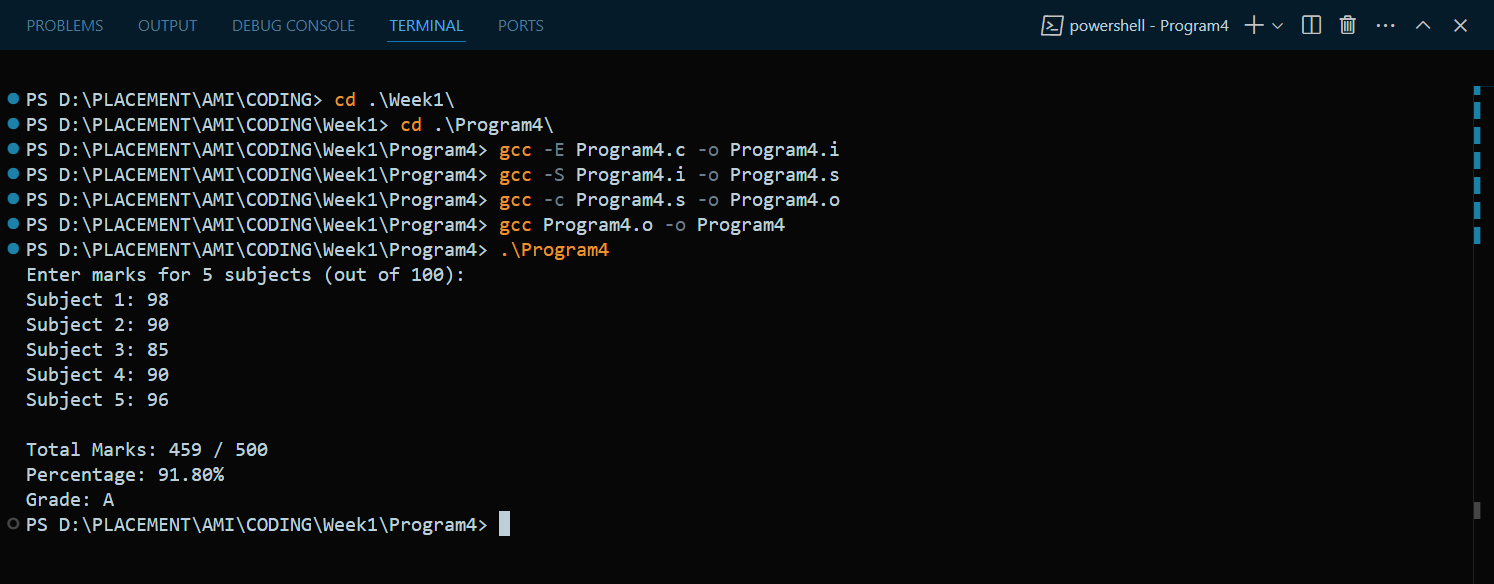 PROBLEMS OUTPUT DEBUG CONSOLE TERMINAL PORTS powershell - Program4
PS D:\PLACEMENT\AMI\CODING> cd .\Week1\
PS D:\PLACEMENT\AMI\CODING\Week1> cd .\Program4\
PS D:\PLACEMENT\AMI\CODING\Week1\Program4> gcc -E Program4.c -o Program4.i
PS D:\PLACEMENT\AMI\CODING\Week1\Program4> gcc -S Program4.i -o Program4.s
PS D:\PLACEMENT\AMI\CODING\Week1\Program4> gcc -c Program4.s -o Program4.o
PS D:\PLACEMENT\AMI\CODING\Week1\Program4> gcc Program4.o -o Program4
PS D:\PLACEMENT\AMI\CODING\Week1\Program4> .\Program4
Enter marks for 5 subjects (out of 100):
Subject 1: 98
Subject 2: 90
Subject 3: 85
Subject 4: 90
Subject 5: 96
Total Marks: 459 / 500
Percentage: 91.80%
Grade: A
PS D:\PLACEMENT\AMI\CODING\Week1\Program4>